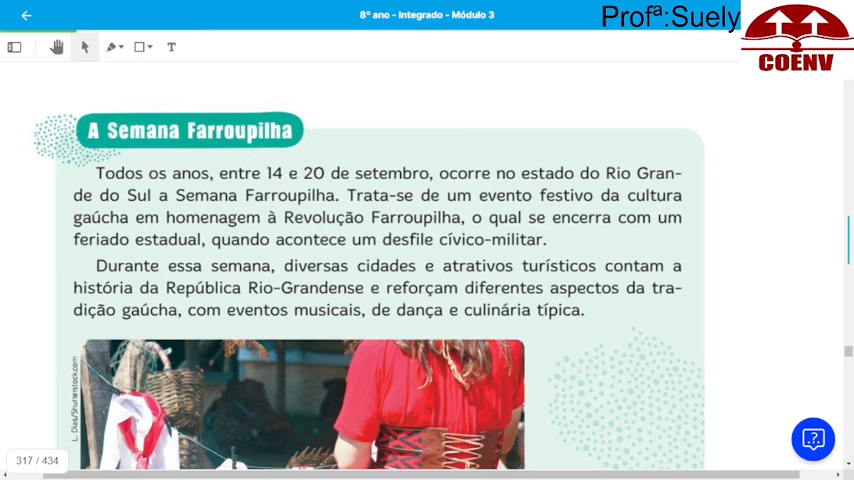 8º ano - Integrado - Módulo 3
Profª:Suely
COENV
T
A Semana Farroupilha
Todos os anos, entre 14 e 20 de setembro, ocorre no estado do Rio Gran-
de do Sul a Semana Farroupilha. Trata-se de um evento festivo da cultura
gaúcha em homenagem à Revolução Farroupilha, o qual se encerra com um
feriado estadual, quando acontece um desfile cívico-militar.
Durante essa semana, diversas cidades e atrativos turísticos contam a
história da República Rio-Grandense e reforçam diferentes aspectos da tra-
dição gaúcha, com eventos musicais, de dança e culinária típica.
L. Dias/Shutterstock.com
317 / 434
?